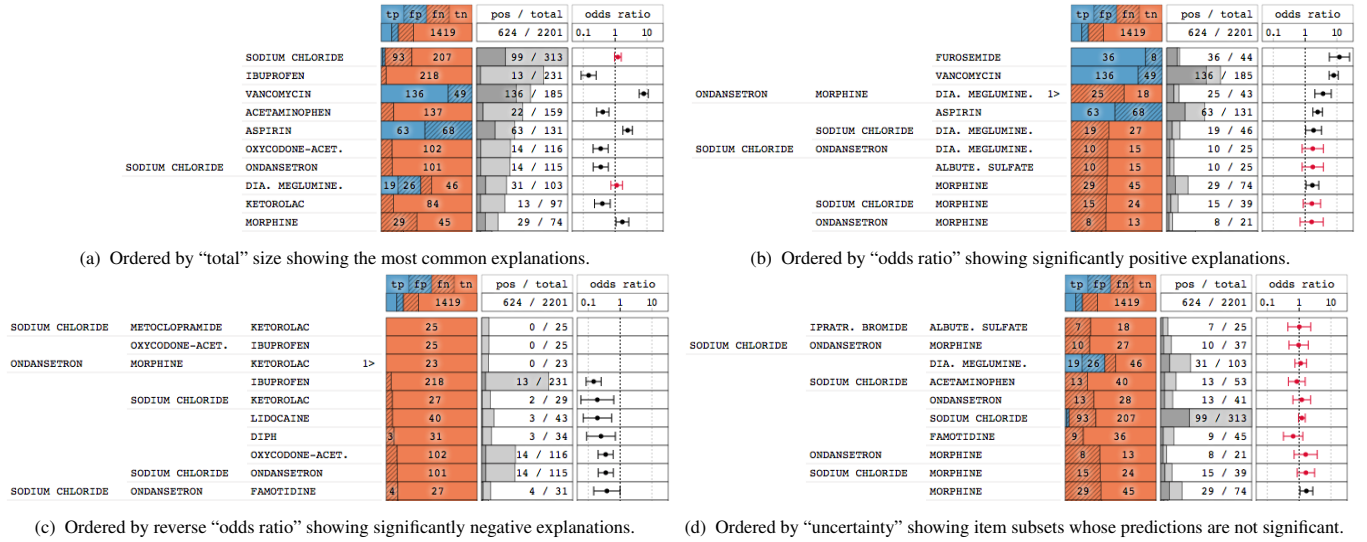 tp fp fn tn pos / total odds ratio
1419 624 / 2201 0.1 1 10
SODIUM CHLORIDE 93 207 99 / 313
IBUPROFEN 218 13 / 231
VANCOMYCIN 136 49 136 / 185
ACETAMINOPHEN 137 22 / 159
ASPIRIN 63 68 63 / 131
OXYCODONE-ACET. 102 14 / 116
SODIUM CHLORIDE ONDANSETRON 101 14 / 115
DIA. MEGLUMINE. 19 26 46 31 / 103
KETOROLAC 84 13 / 97
MORPHINE 29 45 29 / 74
(a) Ordered by “total” size showing the most common explanations.
tp fp fn tn pos / total odds ratio
1419 624 / 2201 0.1 1 10
FUROSEMIDE 36 8 36 / 44
VANCOMYCIN 136 49 136 / 185
ONDANSETRON MORPHINE DIA. MEGLUMINE. 1> 25 18 25 / 43
ASPIRIN 63 68 63 / 131
SODIUM CHLORIDE DIA. MEGLUMINE. 19 27 19 / 46
SODIUM CHLORIDE ONDANSETRON DIA. MEGLUMINE. 10 15 10 / 25
ALBUTE. SULFATE 10 15 10 / 25
MORPHINE 29 45 29 / 74
SODIUM CHLORIDE MORPHINE 15 24 15 / 39
ONDANSETRON MORPHINE 8 13 8 / 21
(b) Ordered by “odds ratio” showing significantly positive explanations.
tp fp fn tn pos / total odds ratio
1419 624 / 2201 0.1 1 10
SODIUM CHLORIDE METOCLOPRAMIDE KETOROLAC 25 0 / 25
OXYCODONE-ACET. IBUPROFEN 25 0 / 25
ONDANSETRON MORPHINE KETOROLAC 1> 23 0 / 23
IBUPROFEN 218 13 / 231
SODIUM CHLORIDE KETOROLAC 27 2 / 29
LIDOCAINE 40 3 / 43
DIPH 3 31 3 / 34
OXYCODONE-ACET. 102 14 / 116
SODIUM CHLORIDE ONDANSETRON 101 14 / 115
SODIUM CHLORIDE ONDANSETRON FAMOTIDINE 4 27 4 / 31
(c) Ordered by reverse “odds ratio” showing significantly negative explanations.
tp fp fn tn pos / total odds ratio
1419 624 / 2201 0.1 1 10
IPRATR. BROMIDE ALBUTE. SULFATE 7 18 7 / 25
SODIUM CHLORIDE ONDANSETRON MORPHINE 10 27 10 / 37
DIA. MEGLUMINE. 19 26 46 31 / 103
SODIUM CHLORIDE ACETAMINOPHEN 13 40 13 / 53
ONDANSETRON 13 28 13 / 41
SODIUM CHLORIDE 93 207 99 / 313
FAMOTIDINE 9 36 9 / 45
ONDANSETRON MORPHINE 8 13 8 / 21
SODIUM CHLORIDE MORPHINE 15 24 15 / 39
MORPHINE 29 45 29 / 74
(d) Ordered by “uncertainty” showing item subsets whose predictions are not significant.